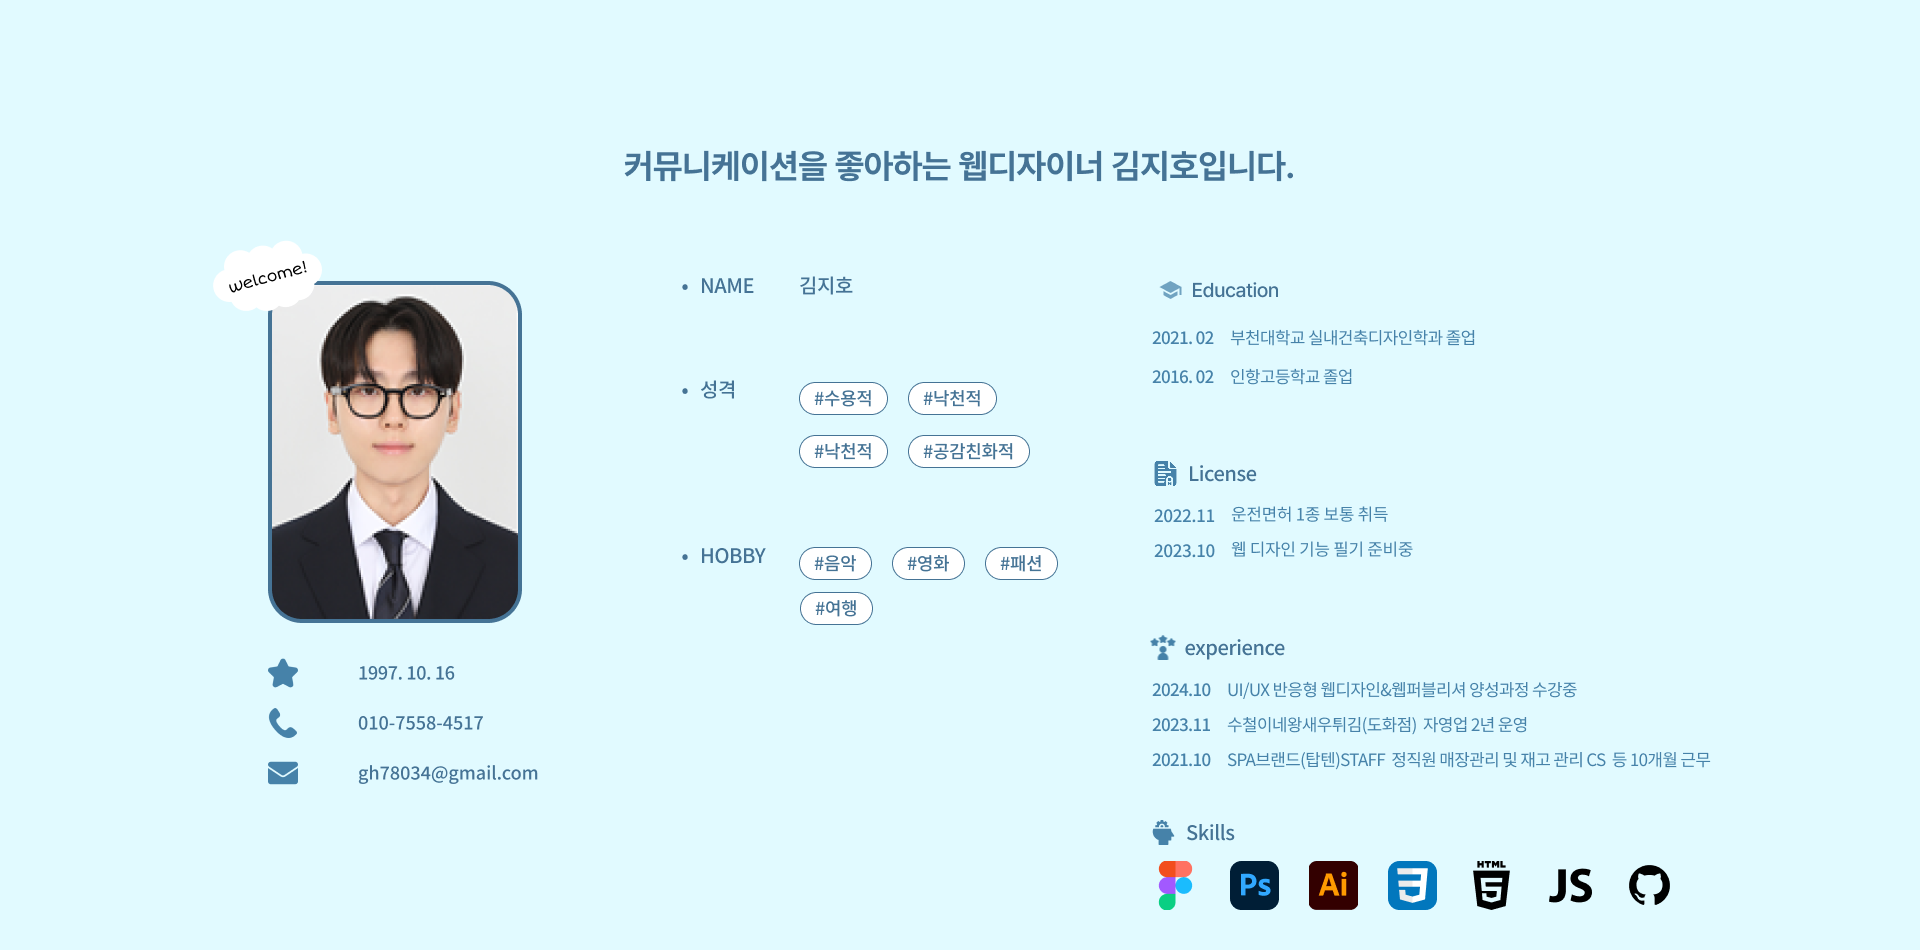 커뮤니케이션을 좋아하는 웹디자이너 김지호입니다.
welcome!
1997. 10. 16
010-7558-4517
gh78034@gmail.com
• NAME 김지호
• 성격 #수용적 #낙천적
#낙천적 #공감친화적
• HOBBY #음악 #영화 #패션
#여행
Education
2021. 02 부천대학교 실내건축디자인학과 졸업
2016. 02 인항고등학교 졸업
License
2022.11 운전면허 1종 보통 취득
2023.10 웹 디자인 기능 필기 준비중
experience
2024.10 UI/UX 반응형 웹디자인&웹퍼블리셔 양성과정 수강중
2023.11 수철이네왕새우튀김(도화점) 자영업 2년 운영
2021.10 SPA브랜드(탑텐)STAFF 정직원 매장관리 및 재고 관리 CS 등 10개월 근무
Skills
Ps Ai 3 HTML 5 JS